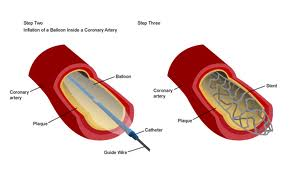 Step Two
Inflation of a Balloon Inside a Coronary Artery
Balloon
Coronary
artery
Plaque
Catheter
Guide Wire
Step Three
Stent
Coronary
artery
Plaque